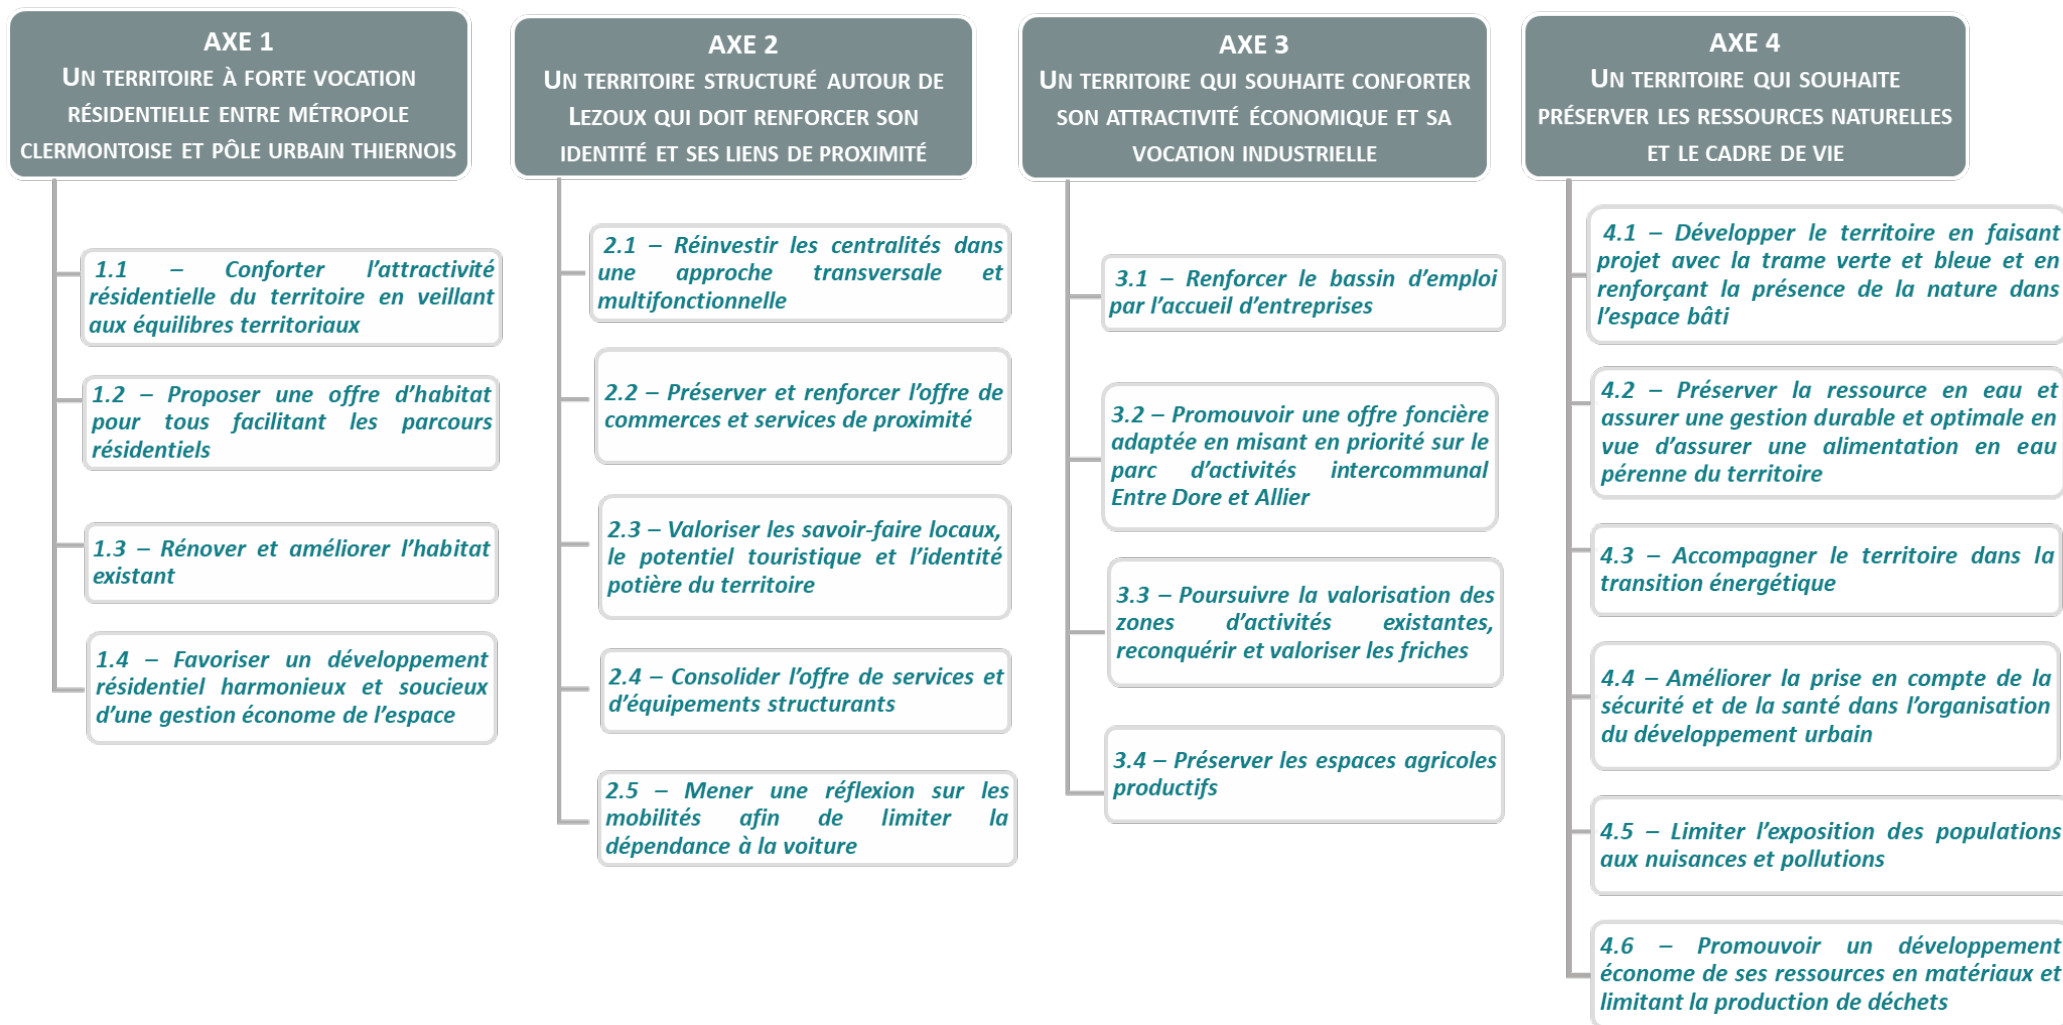 AXE 1
UN TERRITOIRE À FORTE VOCATION
RÉSIDENTIELLE ENTRE MÉTROPOLE
CLERMONTOISE ET PÔLE URBAIN THIERNOIS
1.1 – Conforter l’attractivité
résidentielle du territoire en veillant
aux équilibres territoriaux
1.2 – Proposer une offre d’habitat
pour tous facilitant les parcours
résidentiels
1.3 – Rénover et améliorer l’habitat
existant
1.4 – Favoriser un développement
résidentiel harmonieux et soucieux
d’une gestion économe de l’espace
AXE 2
UN TERRITOIRE STRUCTURÉ AUTOUR DE
LEZOUX QUI DOIT RENFORCER SON
IDENTITÉ ET SES LIENS DE PROXIMITÉ
2.1 – Réinvestir les centralités dans
une approche transversale et
multifonctionnelle
2.2 – Préserver et renforcer l’offre de
commerces et services de proximité
2.3 – Valoriser les savoir-faire locaux,
le potentiel touristique et l’identité
potière du territoire
2.4 – Consolider l’offre de services et
d’équipements structurants
2.5 – Mener une réflexion sur les
mobilités afin de limiter la
dépendance à la voiture
AXE 3
UN TERRITOIRE QUI SOUHAITE CONFORTER
SON ATTRACTIVITÉ ÉCONOMIQUE ET SA
VOCATION INDUSTRIELLE
3.1 – Renforcer le bassin d’emploi
par l’accueil d’entreprises
3.2 – Promouvoir une offre foncière
adaptée en misant en priorité sur le
parc d’activités intercommunal
Entre Dore et Allier
3.3 – Poursuivre la valorisation des
zones d’activités existantes,
reconquérir et valoriser les friches
3.4 – Préserver les espaces agricoles
productifs
AXE 4
UN TERRITOIRE QUI SOUHAITE
PRÉSERVER LES RESSOURCES NATURELLES
ET LE CADRE DE VIE
4.1 – Développer le territoire en faisant
projet avec la trame verte et bleue et en
renforçant la présence de la nature dans
l’espace bâti
4.2 – Préserver la ressource en eau et
assurer une gestion durable et optimale en
vue d’assurer une alimentation en eau
pérenne du territoire
4.3 – Accompagner le territoire dans la
transition énergétique
4.4 – Améliorer la prise en compte de la
sécurité et de la santé dans l’organisation
du développement urbain
4.5 – Limiter l’exposition des populations
aux nuisances et pollutions
4.6 – Promouvoir un développement
économe de ses ressources en matériaux et
limitant la production de déchets